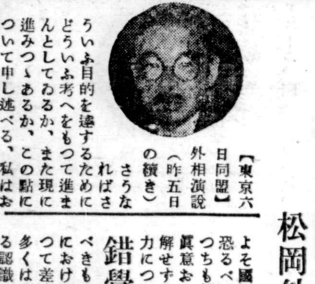 松岡
【東京六
日同盟】
外相演說
(昨五日
の續き)
さうな
ればさ
ういふ目的を達するために
どういふ考へをもつて進ま
んとしてゐるか、また現に
進みつゝあるか、この點に
ついて申し述べる、私はお
よそ國
恐るべ
つちも
眞意お
解せず
力につ
錯覺
べきも
におけ
つて差
多くは
る認識